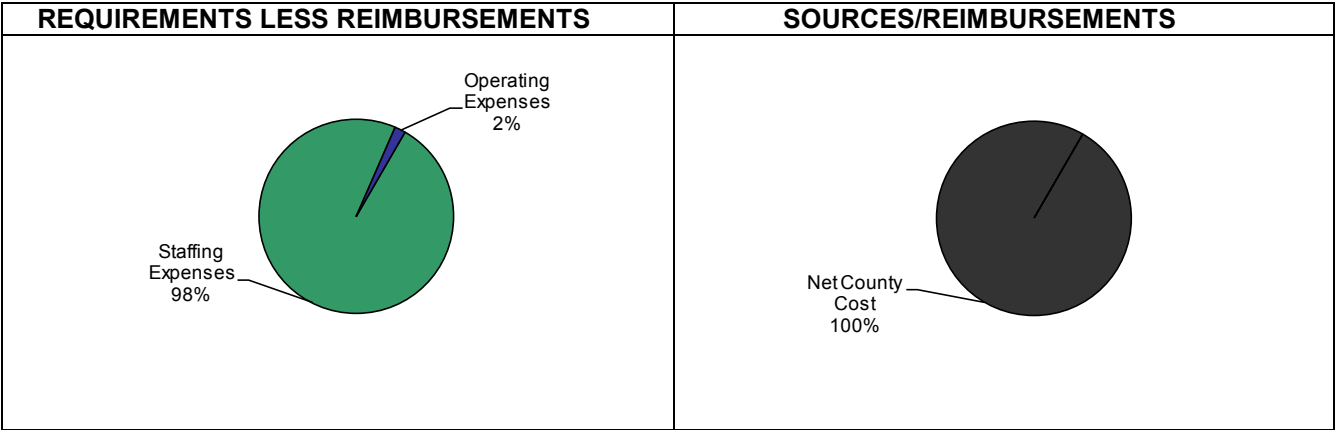 REQUIREMENTS LESS REIMBURSEMENTS
Operating
Expenses
2%
Staffing
Expenses
98%
SOURCES/REIMBURSEMENTS
Net County
Cost
100%